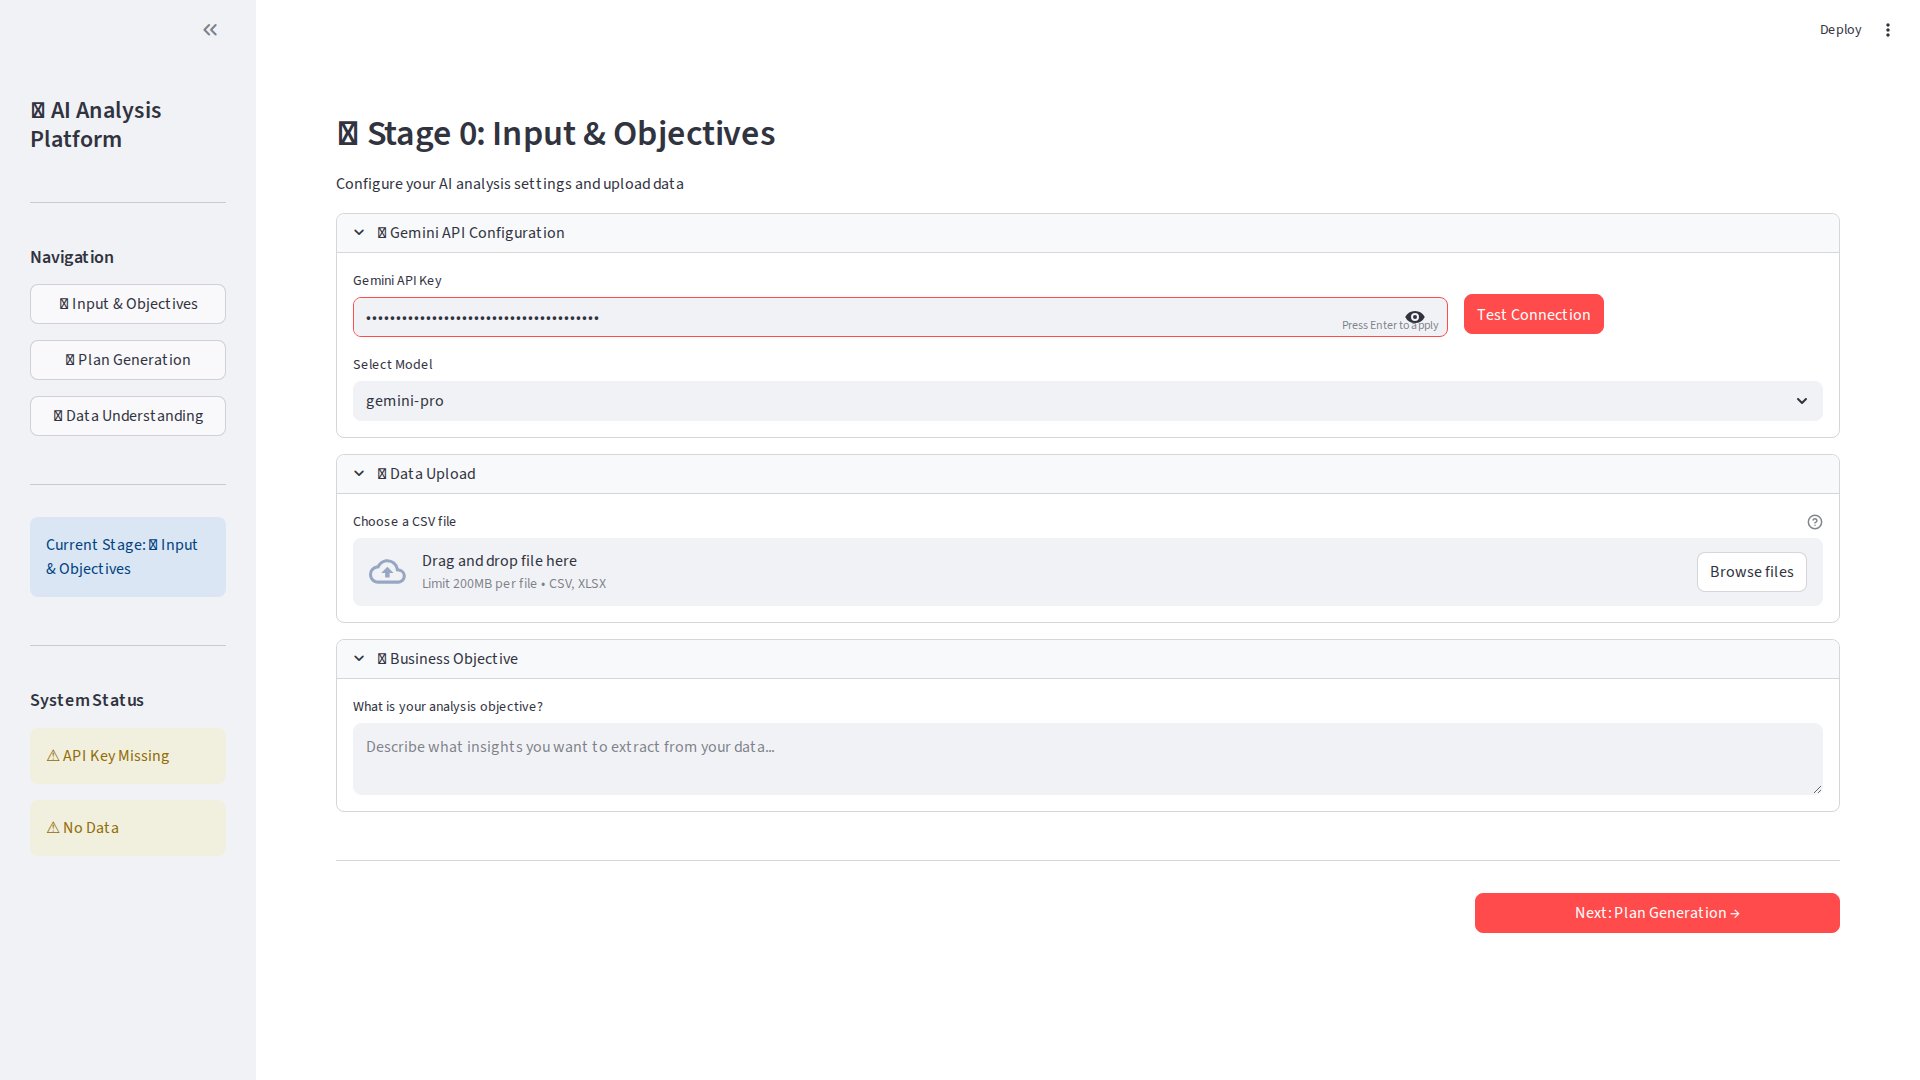 AI Analysis
Platform
Navigation
Input & Objectives
Plan Generation
Data Understanding
Current Stage: Input
& Objectives
System Status
⚠ API Key Missing
⚠ No Data
Deploy
Stage 0: Input & Objectives
Configure your AI analysis settings and upload data
Gemini API Configuration
Gemini API Key
•••••••••••••••••••••••••••••••••••••••
Press Enter to apply
Test Connection
Select Model
gemini-pro
Data Upload
Choose a CSV file
Drag and drop file here
Limit 200MB per file • CSV, XLSX
Browse files
Business Objective
What is your analysis objective?
Describe what insights you want to extract from your data...
Next: Plan Generation →